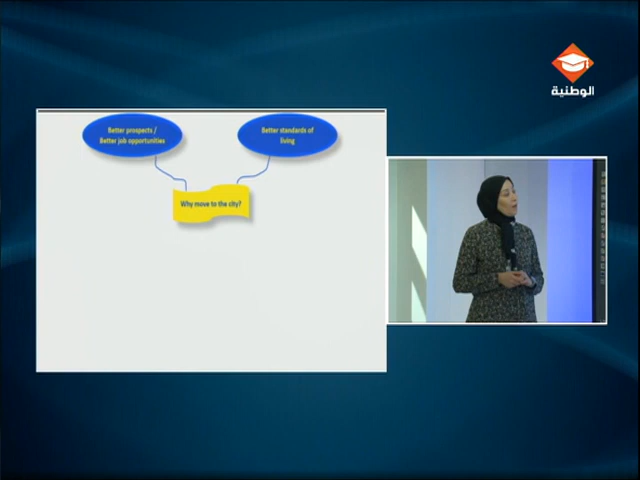 الوطنية
Better prospects /
Better job opportunities
Better standards of
living
Why move to the city?